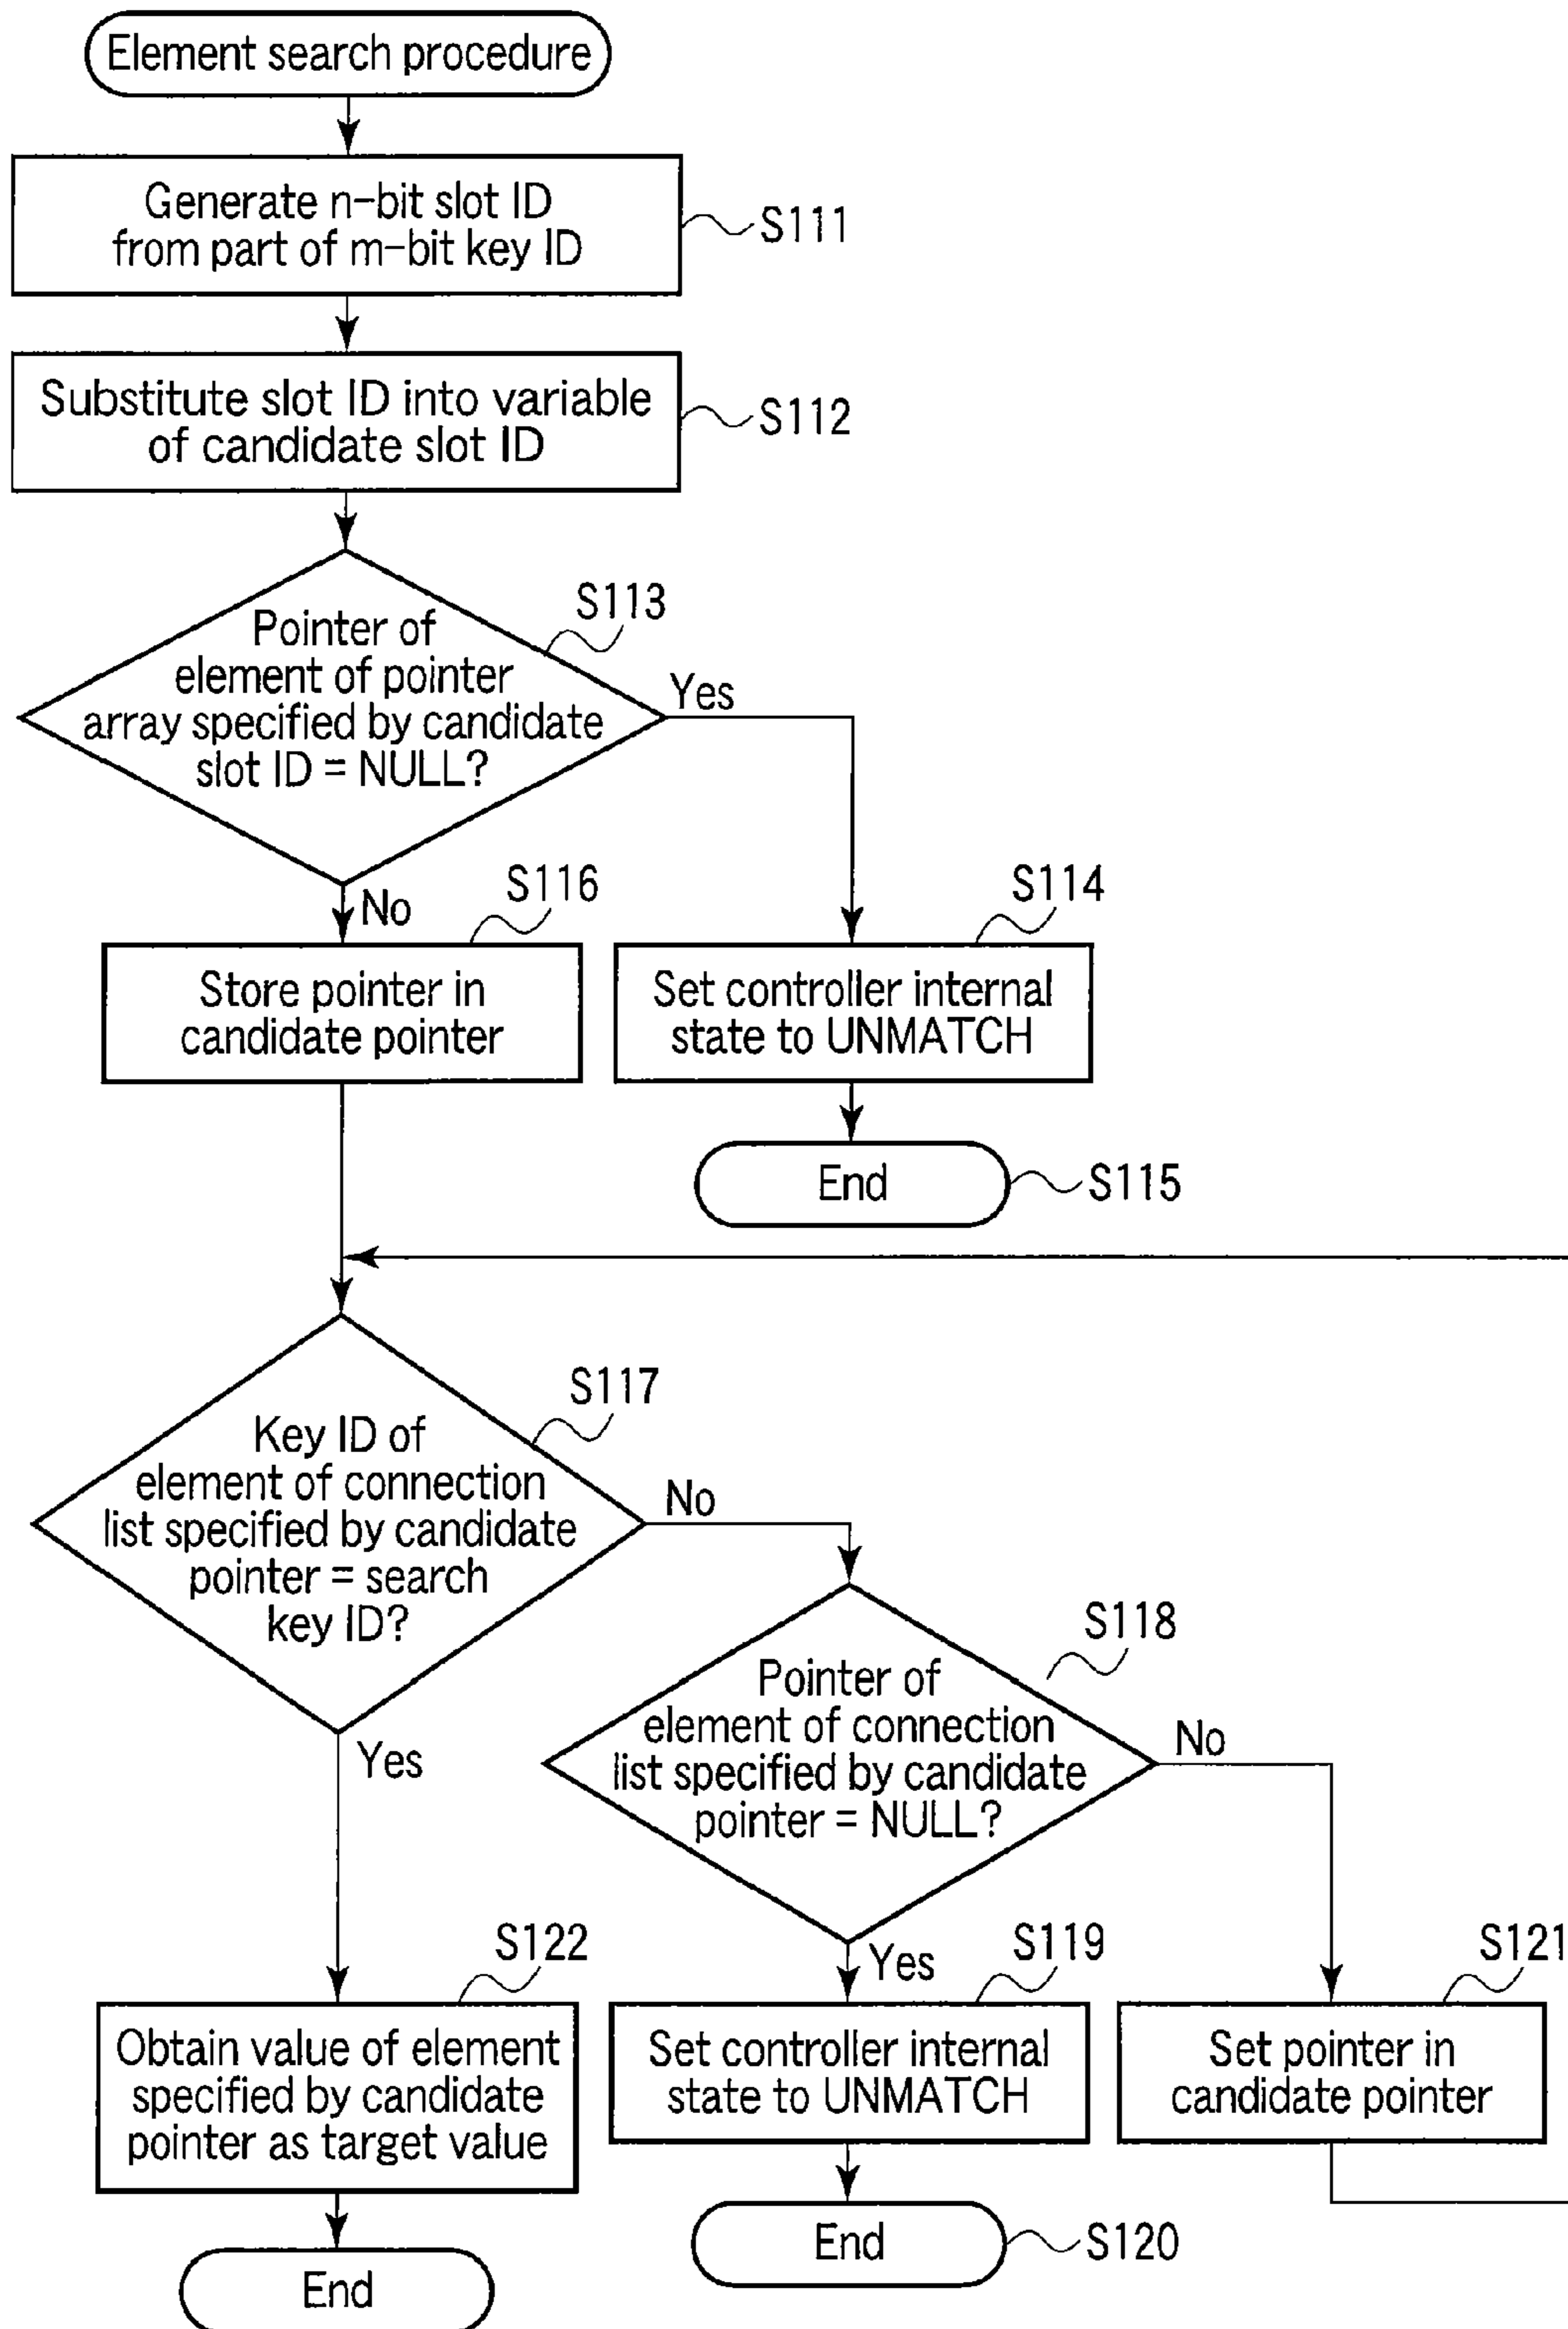 Element search procedure
Generate n-bit slot ID
from part of m-bit key ID
S111
Substitute slot ID into variable
of candidate slot ID
S112
S113
Pointer of
element of pointer
array specified by candidate
slot ID = NULL?
Yes
No
S116
S114
Store pointer in
candidate pointer
Set controller internal
state to UNMATCH
End
S115
S117
Key ID of
element of connection
list specified by candidate
pointer = search
key ID?
No
Yes
S118
Pointer of
element of connection
list specified by candidate
pointer = NULL?
No
Yes
S122
S119
S121
Obtain value of element
specified by candidate
pointer as target value
Set controller internal
state to UNMATCH
Set pointer in
candidate pointer
End
S120
End